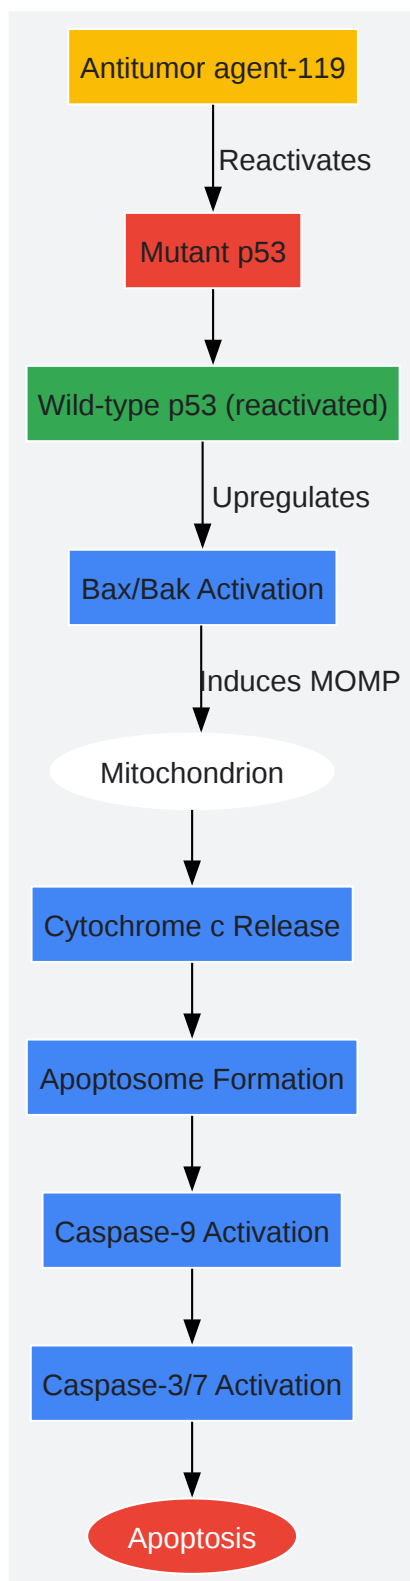 Antitumor agent-119
Reactivates
Mutant p53
Wild-type p53 (reactivated)
Upregulates
Bax/Bak Activation
Induces MOMP
Mitochondrion
Cytochrome c Release
Apoptosome Formation
Caspase-9 Activation
Caspase-3/7 Activation
Apoptosis